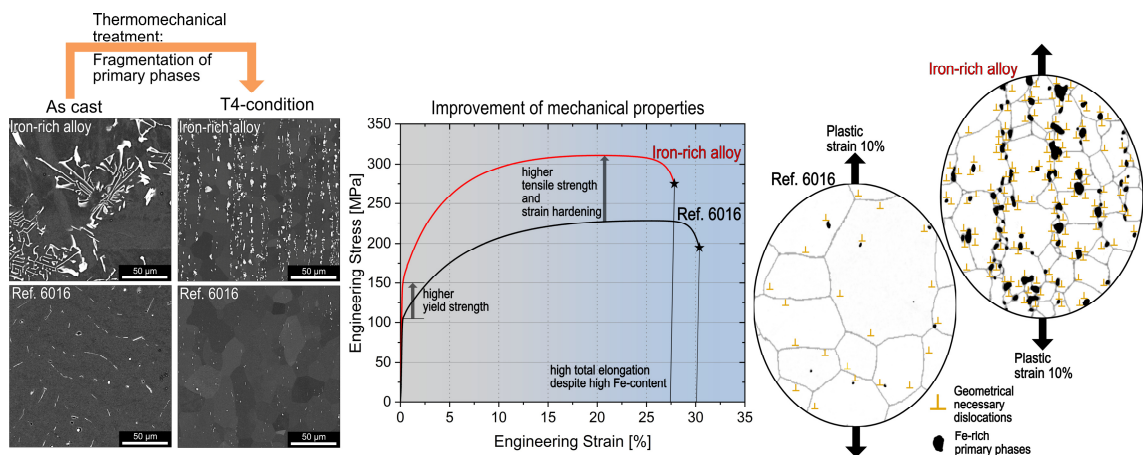 Thermomechanical
treatment:
Fragmentation of
primary phases
As cast
T4-condition
Iron-rich alloy
50 µm
Iron-rich alloy
50 µm
Ref. 6016
50 µm
Ref. 6016
50 µm
Improvement of mechanical properties
Engineering Stress [MPa]
350
300
250
200
150
100
50
0
Iron-rich alloy
higher
tensile strength
and
strain hardening
Ref. 6016
higher
yield strength
high total elongation
despite high Fe-content
0
5
10
15
20
25
30
35
Engineering Strain [%]
Plastic
strain 10%
Ref. 6016
Iron-rich alloy
Plastic
strain 10%
Geometrical
necessary
dislocations
Fe-rich
primary phases